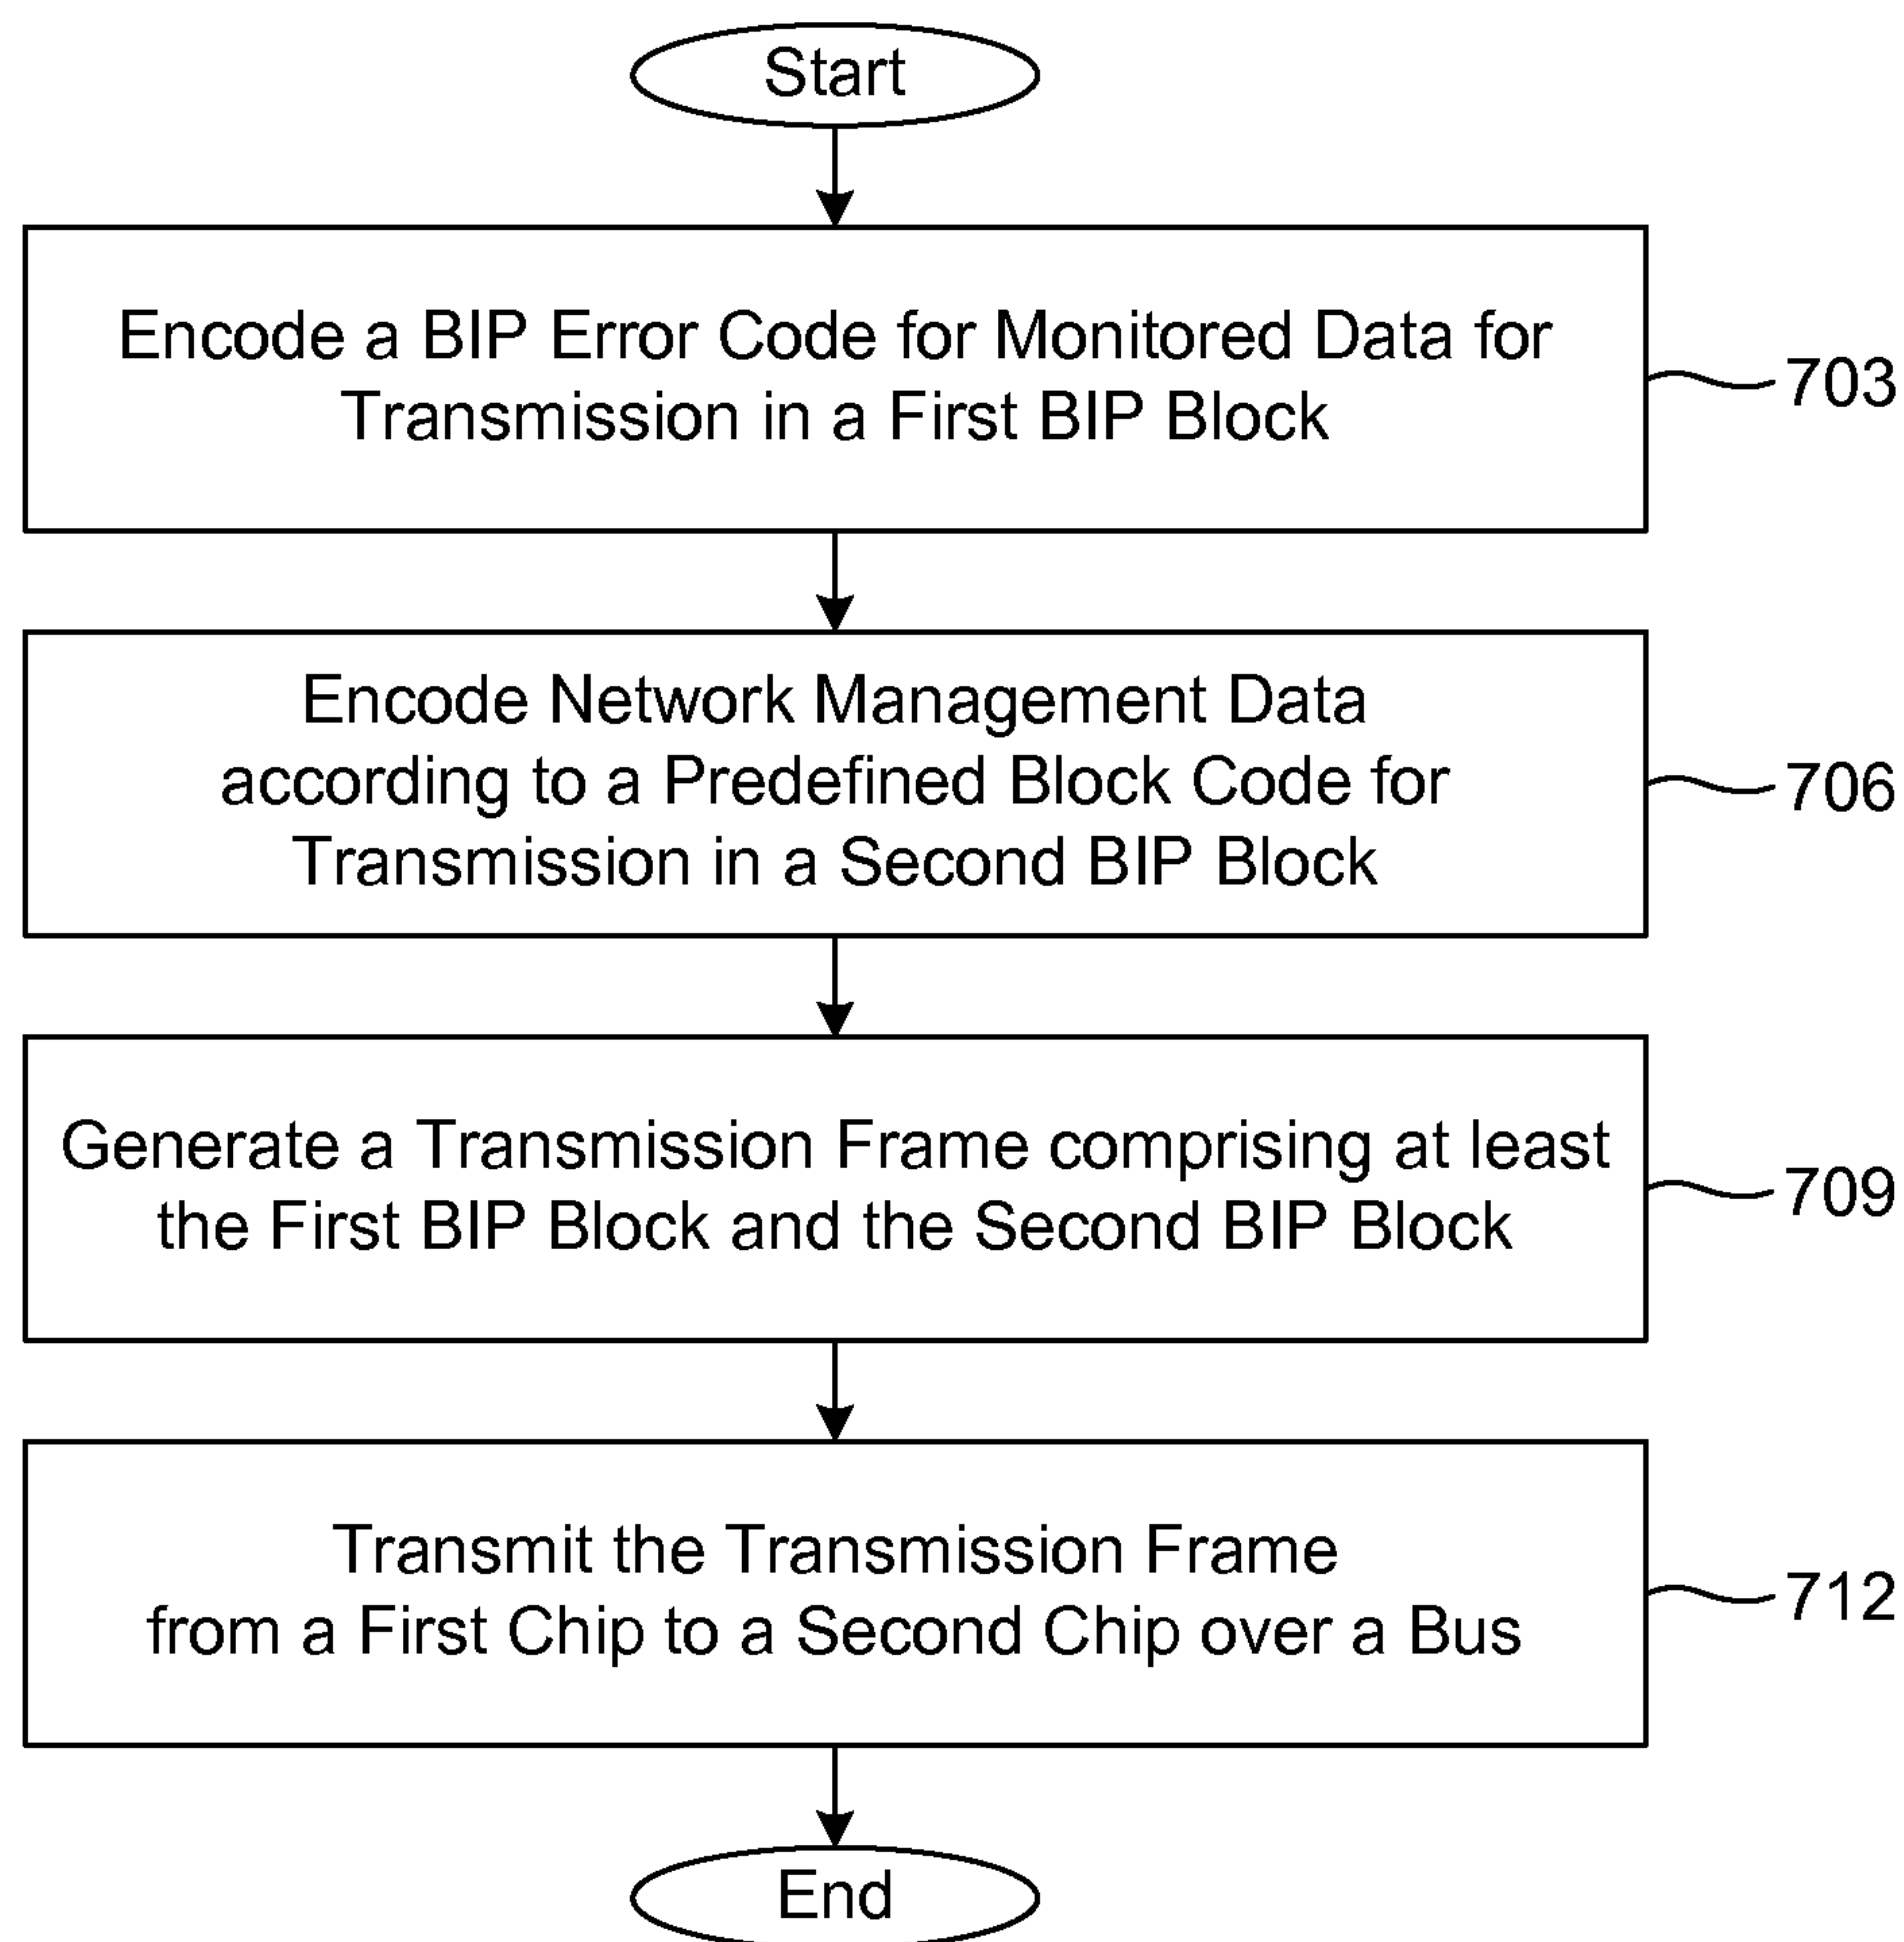 Start
Encode a BIP Error Code for Monitored Data for
Transmission in a First BIP Block
703
Encode Network Management Data
according to a Predefined Block Code for
Transmission in a Second BIP Block
706
Generate a Transmission Frame comprising at least
the First BIP Block and the Second BIP Block
709
Transmit the Transmission Frame
from a First Chip to a Second Chip over a Bus
712
End